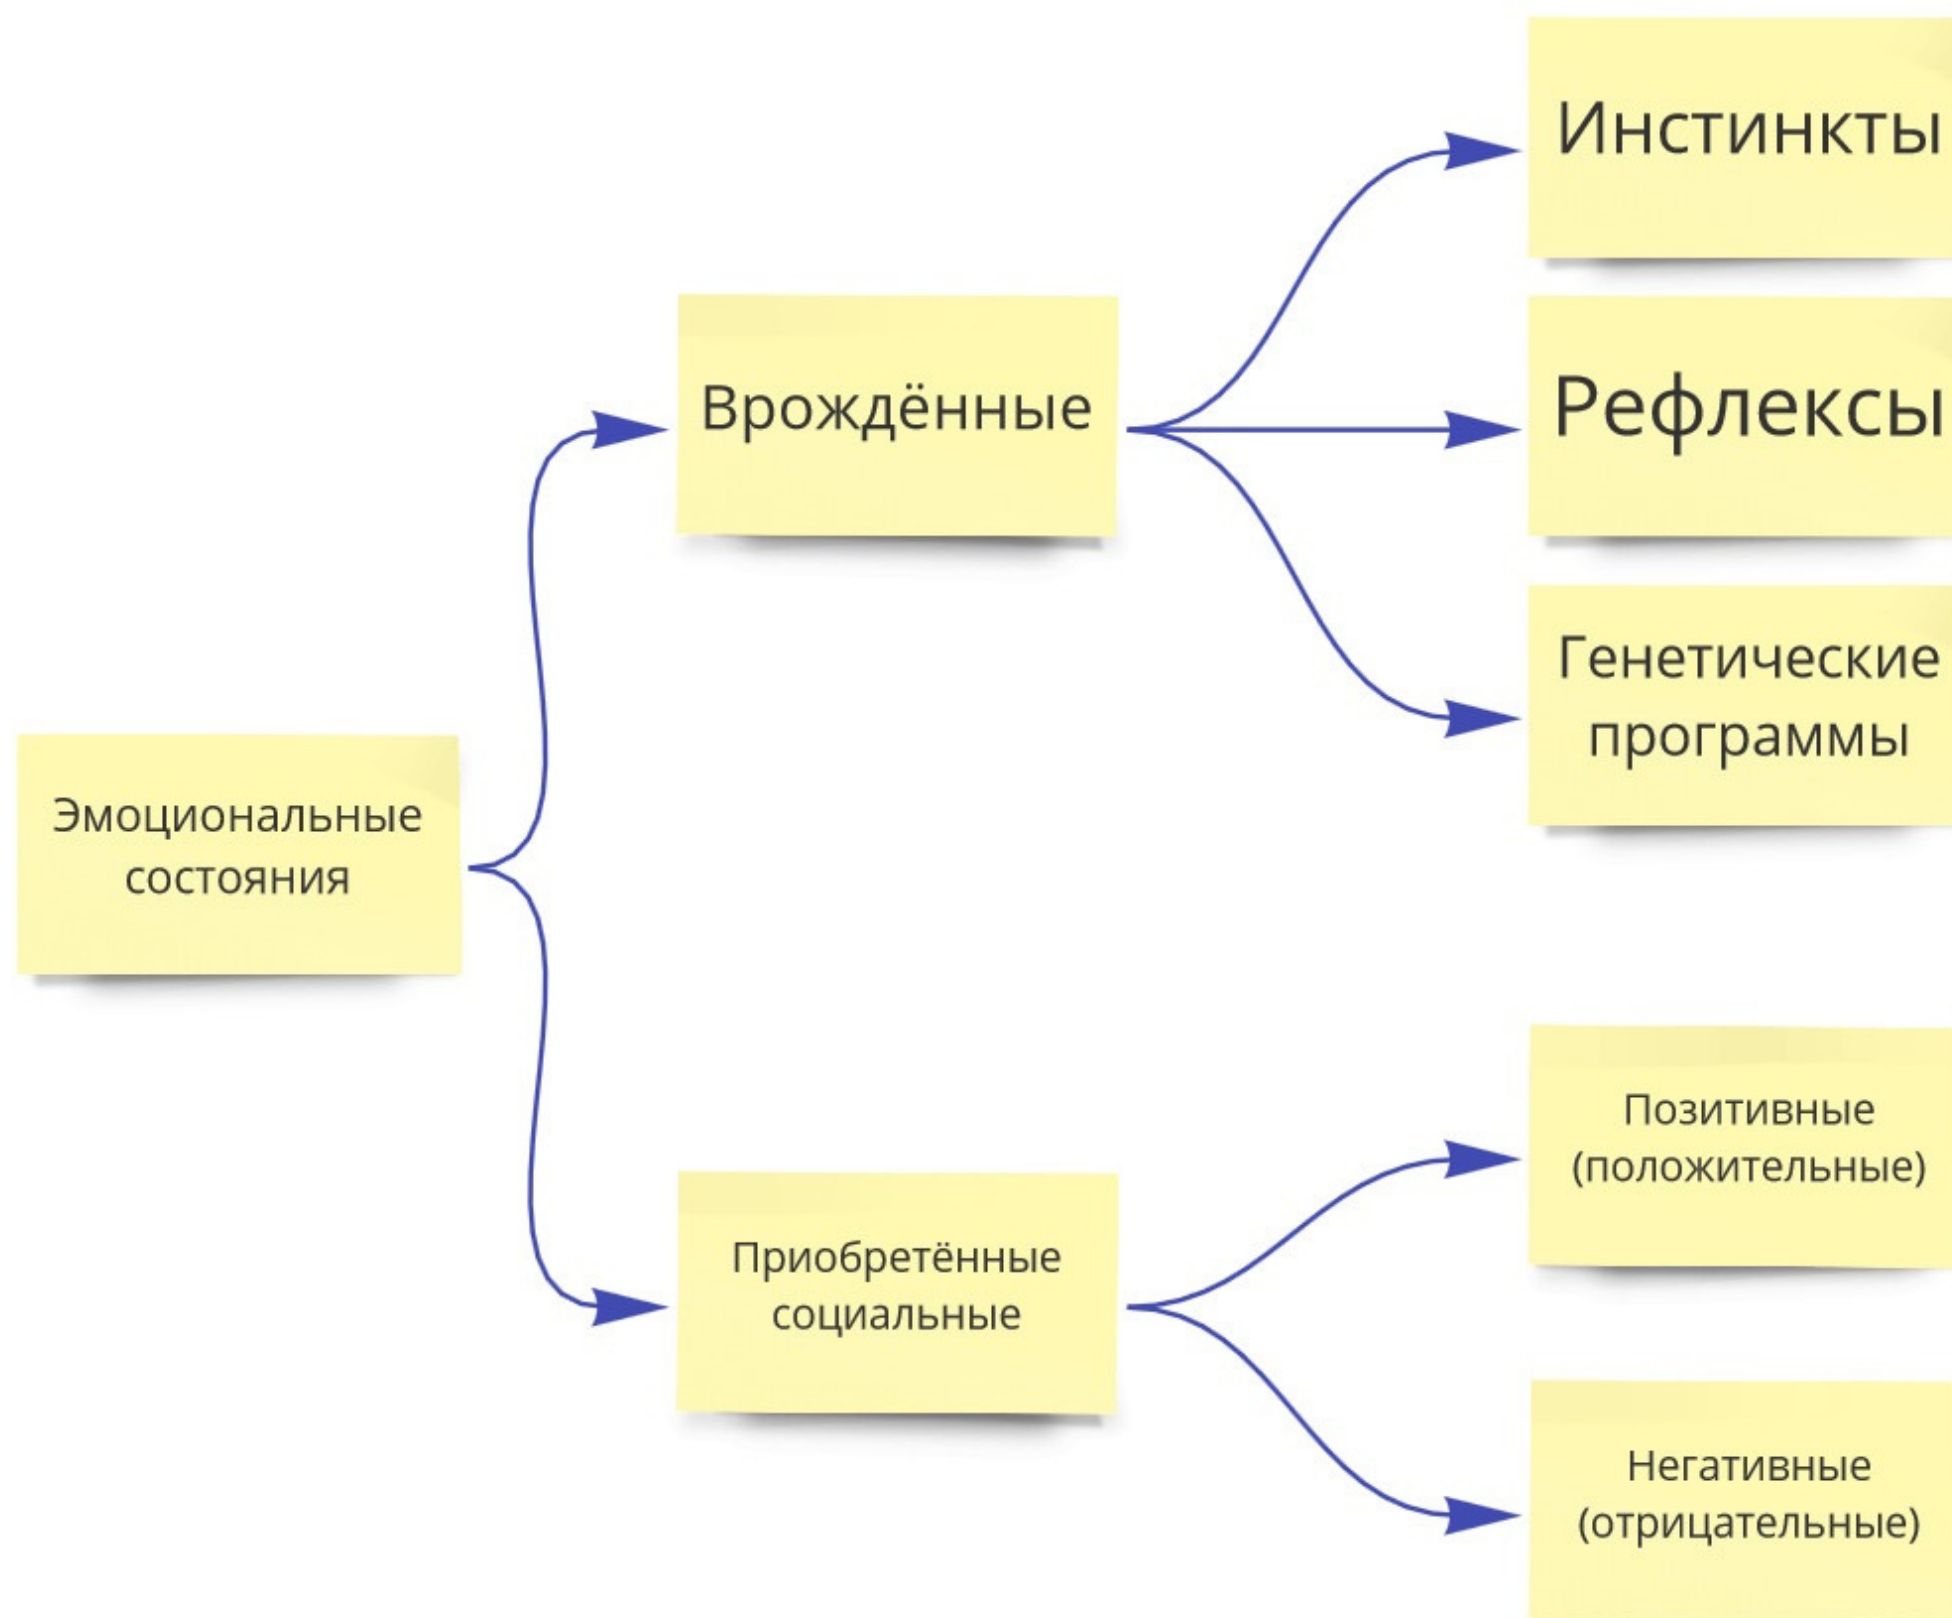 Эмоциональные
состояния
Врождённые
Инстинкты
Рефлексы
Генетические
программы
Приобретённые
социальные
Позитивные
(положительные)
Негативные
(отрицательные)